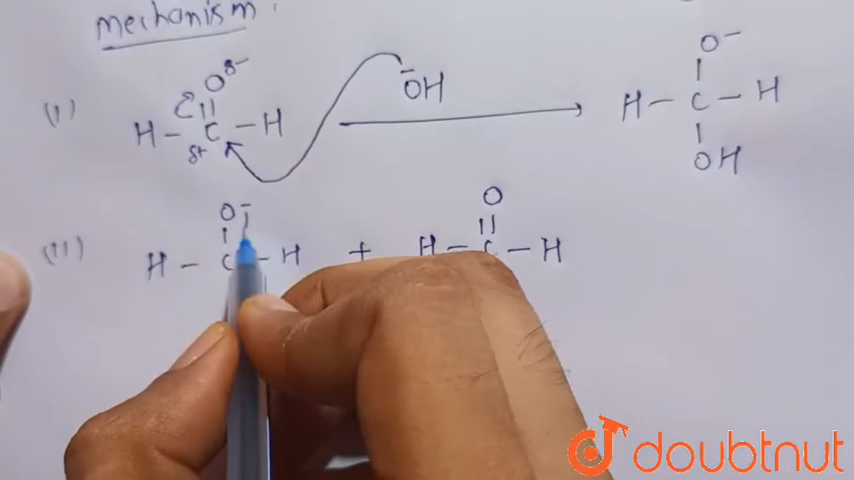 mechanism :
(i) H – C – H O δ– δ+ –OH H – C – H O– OH
(ii) H – C – H O– + H – C – H O
doubtnut